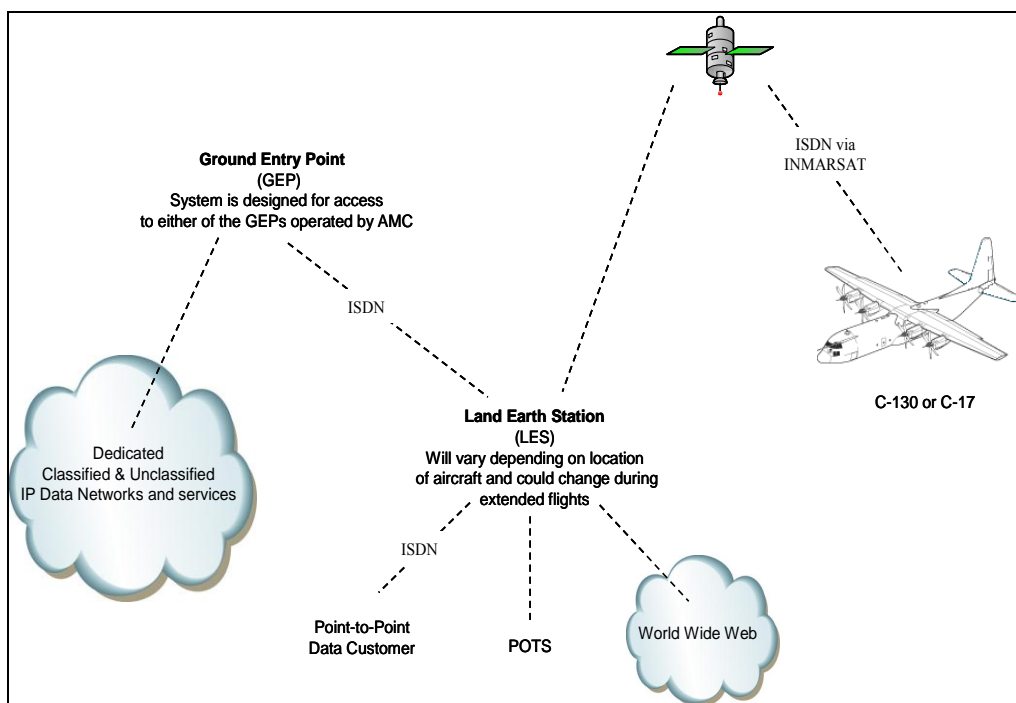 ISDN via
INMARSAT
Ground Entry Point
(GEP)
System is designed for access
to either of the GEPs operated by AMC
ISDN
C-130 or C-17
Land Earth Station
(LES)
Will vary depending on location
of aircraft and could change during
extended flights
Dedicated
Classified & Unclassified
IP Data Networks and services
ISDN
Point-to-Point
Data Customer
POTS
World Wide Web